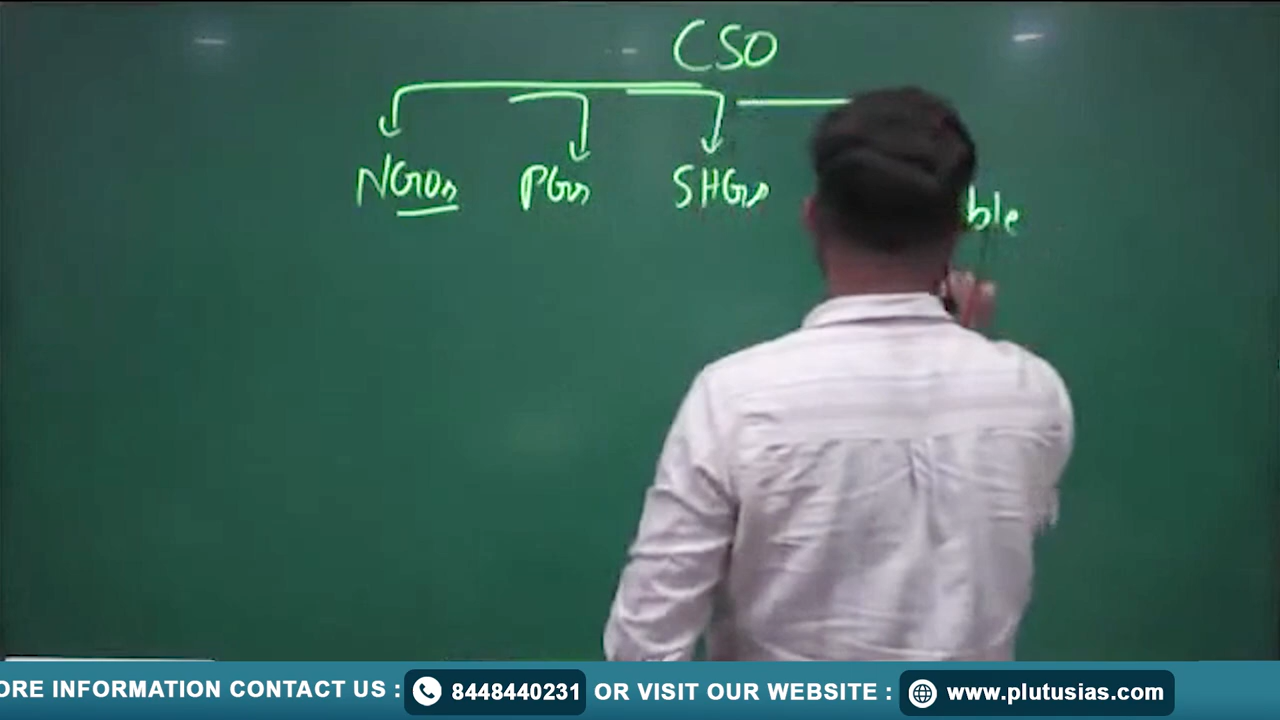 CSO
NGOs PGs SHGs ble
ORE INFORMATION CONTACT US : 8448440231 OR VISIT OUR WEBSITE : www.plutusias.com